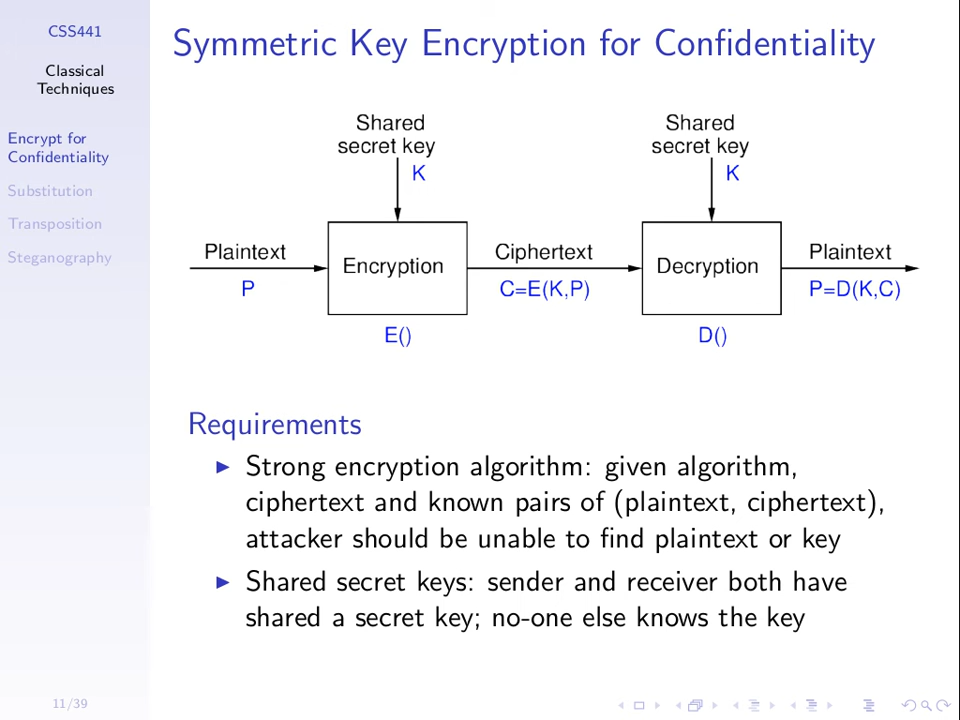 CSS441
Classical
Techniques
Encrypt for
Confidentiality
Substitution
Transposition
Steganography
11/39
Symmetric Key Encryption for Confidentiality
Shared
secret key
K
Shared
secret key
K
Plaintext
P
Encryption
E()
Ciphertext
C=E(K,P)
Decryption
D()
Plaintext
P=D(K,C)
Requirements
Strong encryption algorithm: given algorithm,
ciphertext and known pairs of (plaintext, ciphertext),
attacker should be unable to find plaintext or key
Shared secret keys: sender and receiver both have
shared a secret key; no-one else knows the key